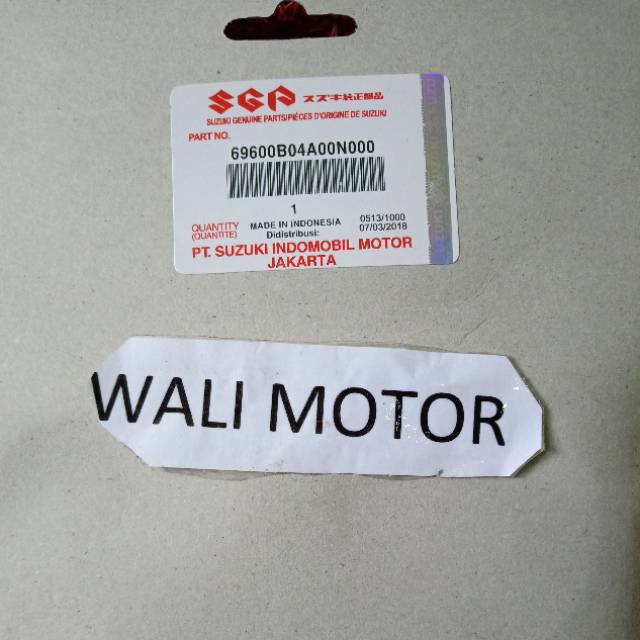 SGP スズキ純正部品
SUZUKI GENUINE PARTS/PIÈCES D'ORIGINE DE SUZUKI
PART NO.
69600B04A00N000
1
QUANTITY MADE IN INDONESIA 0513/1000
(QUANTITE) Didistribusi: 07/03/2018
PT. SUZUKI INDOMOBIL MOTOR
JAKARTA
WALI MOTOR